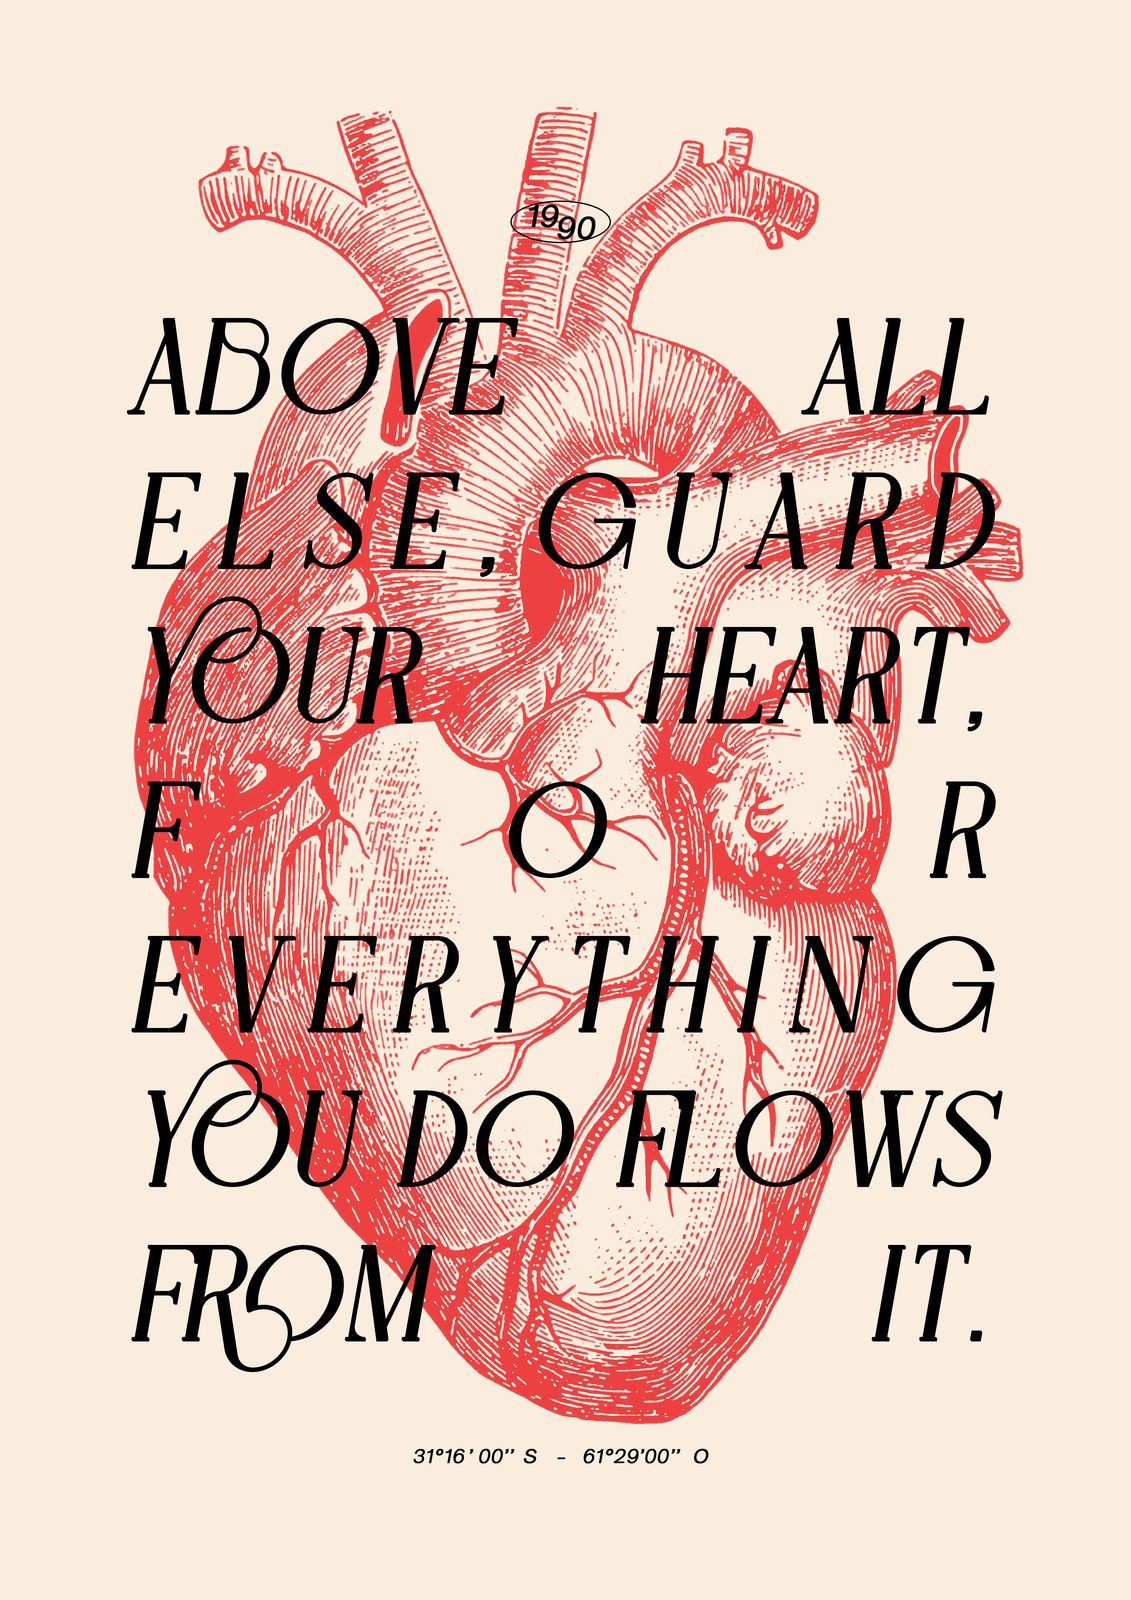 1990
ABOVE ALL
ELSE, GUARD
YOUR HEART,
FOR
EVERYTHING
YOU DO FLOWS
FROM IT.
31°16’00’’ S - 61°29’00’’ O